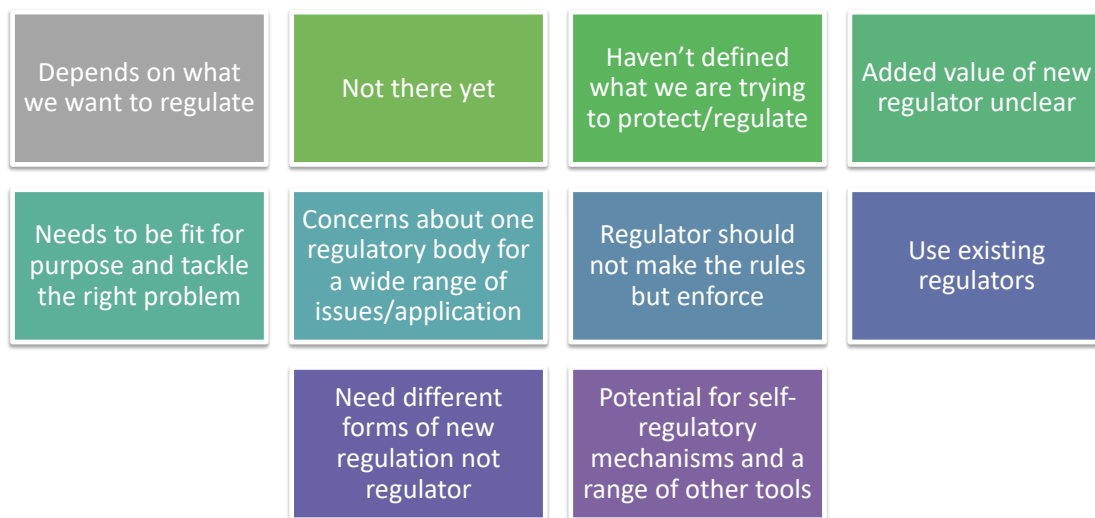 Depends on what
we want to regulate
Not there yet
Haven’t defined
what we are trying
to protect/regulate
Added value of new
regulator unclear
Needs to be fit for
purpose and tackle
the right problem
Concerns about one
regulatory body for
a wide range of
issues/application
Regulator should
not make the rules
but enforce
Use existing
regulators
Need different
forms of new
regulation not
regulator
Potential for self-
regulatory
mechanisms and a
range of other tools